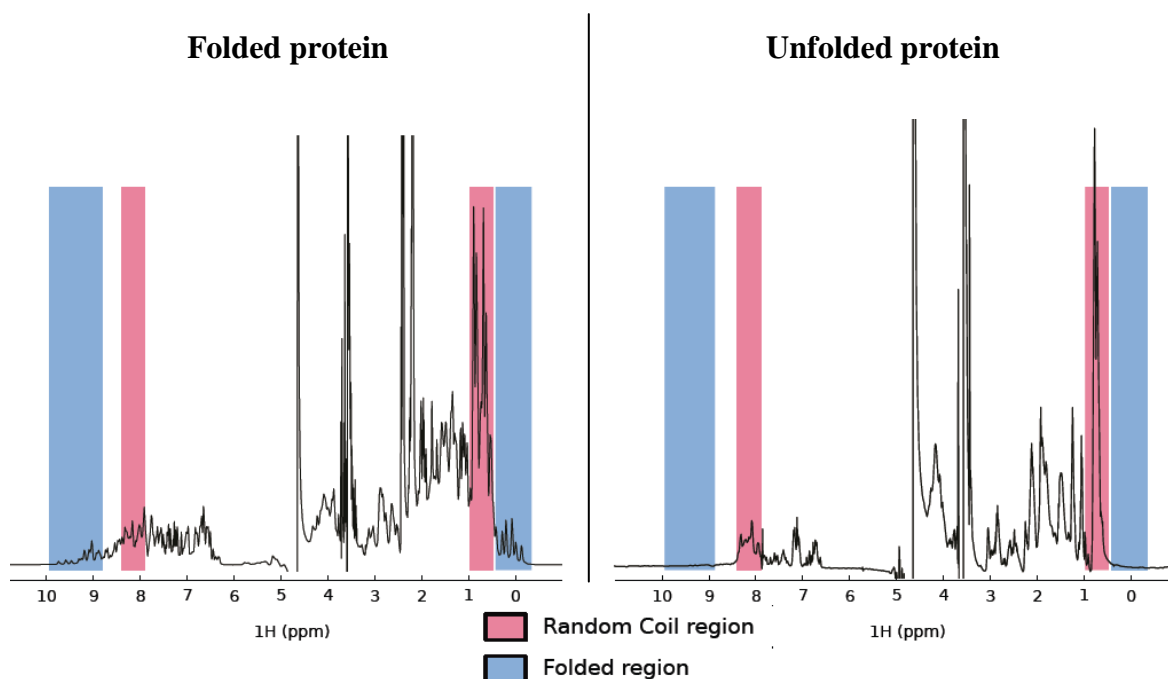 Folded protein
Unfolded protein
10 9 8 7 6 5 4 3 2 1 0
1H (ppm)
10 9 8 7 6 5 4 3 2 1 0
1H (ppm)
Random Coil region
Folded region